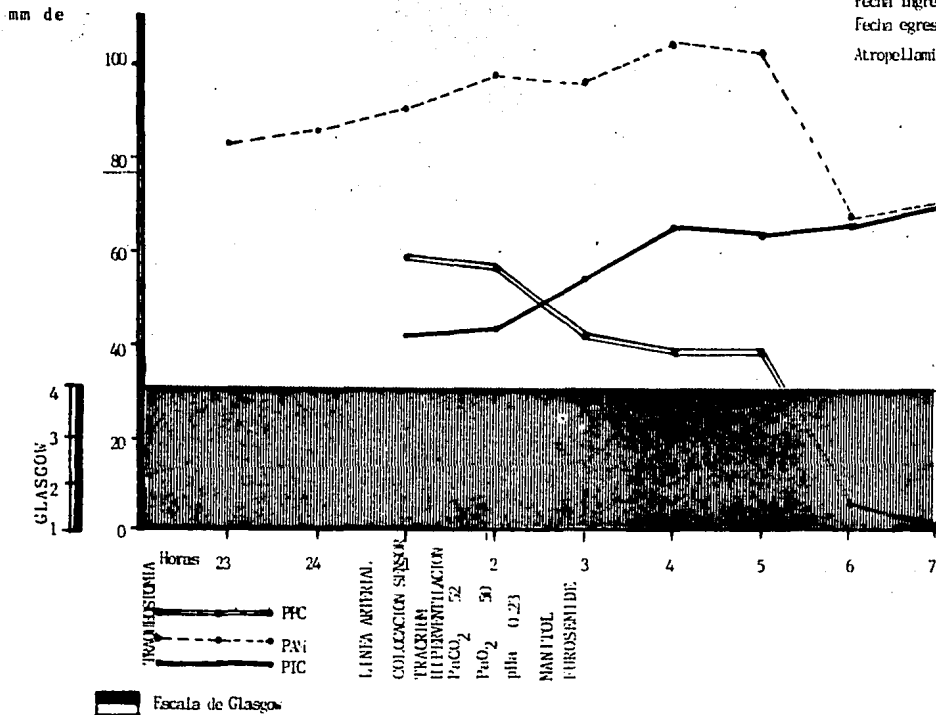 mm de
Fecha ingre
Fecha egres
Atropellami
100
80
60
40
20
0
4
3
2
1
GLASGOW
Horas 23 24 1 2 3 4 5 6 7
TRAQUEOSTOMIA
LINEA ARTERIAL
COLOCACION SENSOR
TRACRIUM
HIPERVENTILACION
PaCO2 52
PaO2 50
pHa 0.23
MANITOL
FUROSEMIDE
PPC
PAM
PIC
Escala de Glasgow